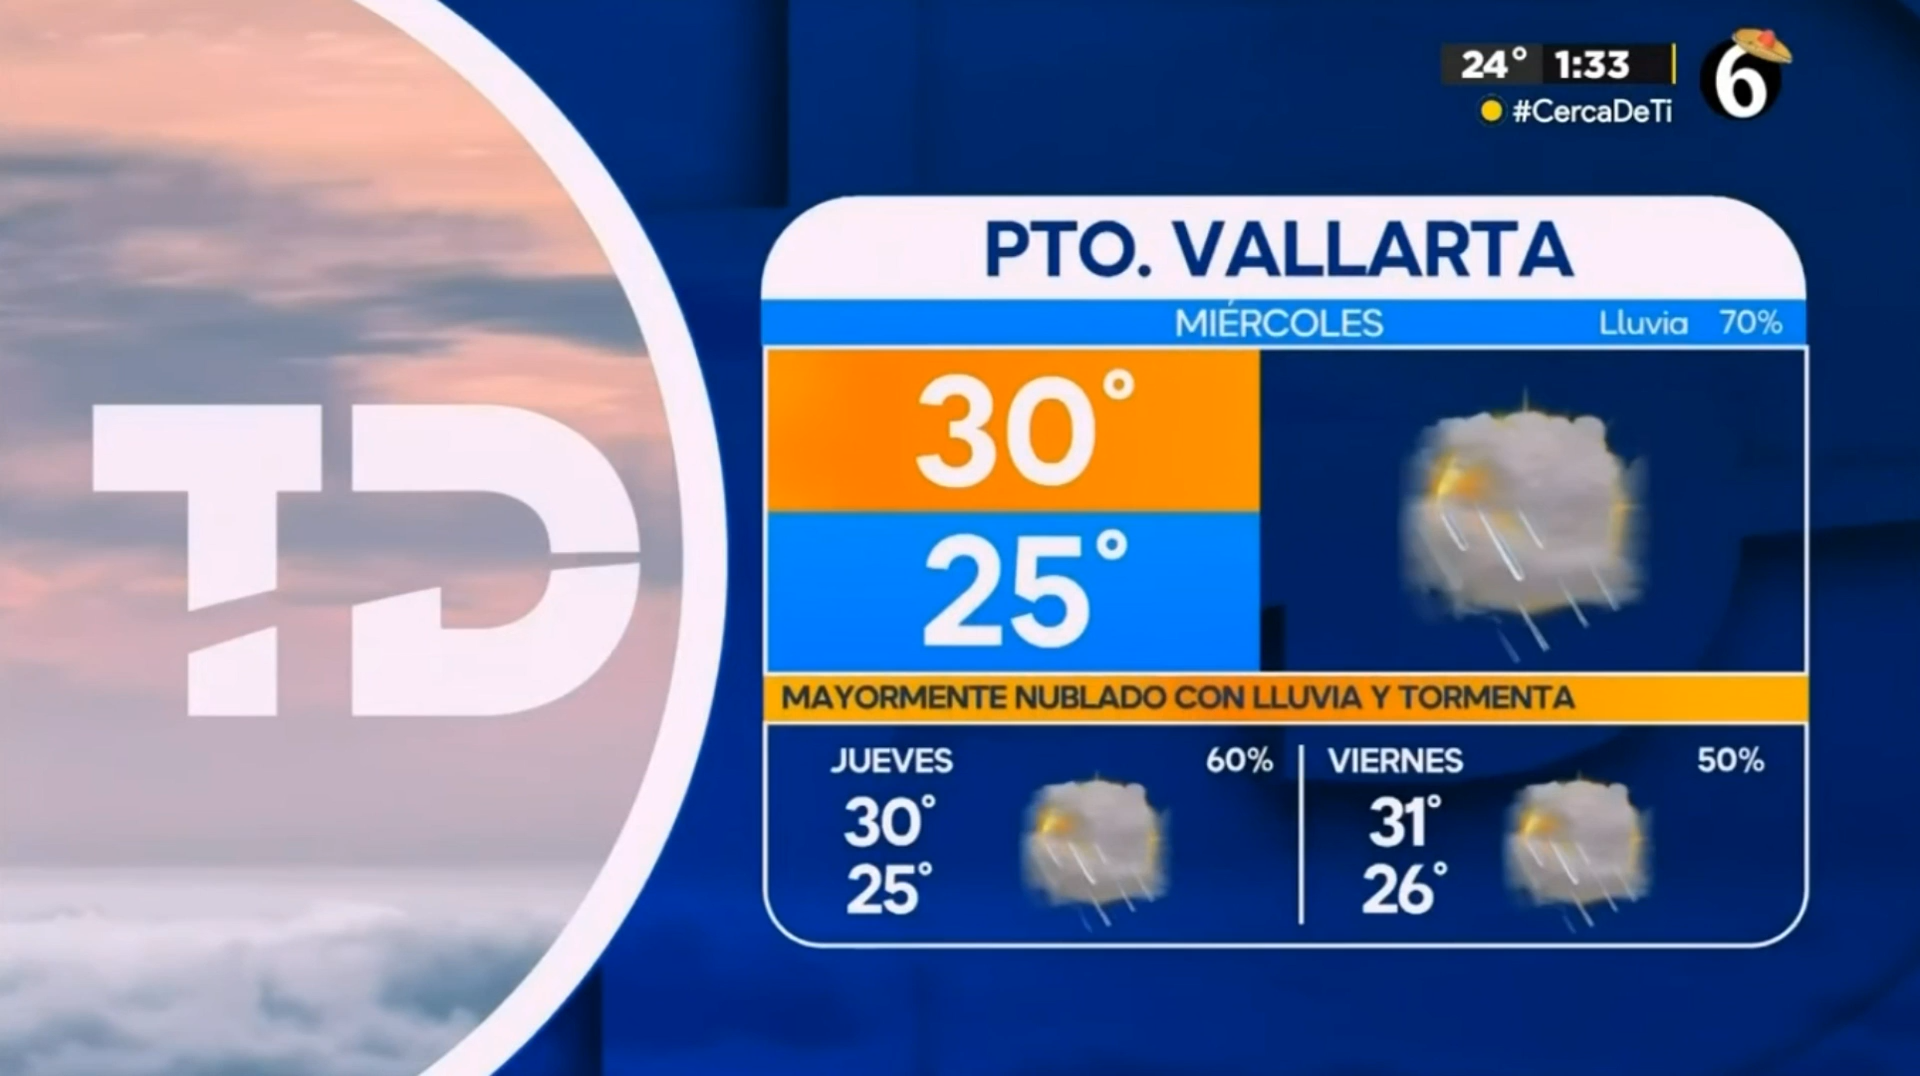 24° 1:33
#CercaDeTi
6
TD
PTO. VALLARTA
MIÉRCOLES Lluvia 70%
30°
25°
MAYORMENTE NUBLADO CON LLUVIA Y TORMENTA
JUEVES 60%
30°
25°
VIERNES 50%
31°
26°